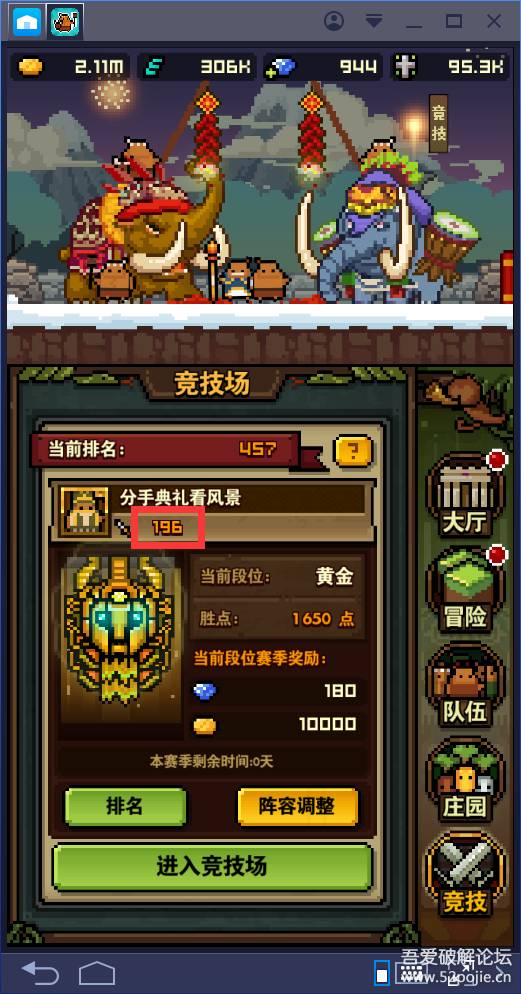 2.11M
306K
944
95.3K
竞技
竞技场
当前排名:
457
?
分手典礼看风景
196
当前段位:
黄金
胜点:
1650 点
当前段位赛季奖励:
180
10000
本赛季剩余时间:0天
排名
阵容调整
进入竞技场
大厅
冒险
队伍
庄园
竞技
吾爱破解论坛
www.52pojie.cn